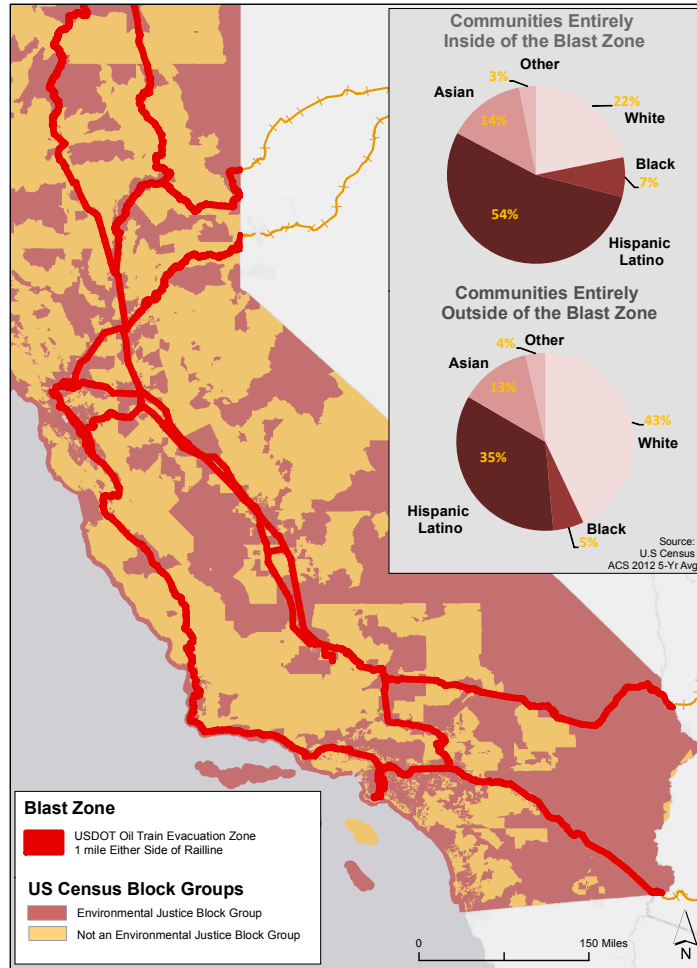 Communities Entirely
Inside of the Blast Zone
Other
3%
Asian
14%
22%
White
Black
7%
54%
Hispanic
Latino
Communities Entirely
Outside of the Blast Zone
4%
Other
Asian
13%
43%
White
35%
Hispanic
Latino
Black
5%
Source:
U.S Census
ACS 2012 5-Yr Avg
Blast Zone
USDOT Oil Train Evacuation Zone
1 mile Either Side of Railline
US Census Block Groups
Environmental Justice Block Group
Not an Environmental Justice Block Group
0 150 Miles
N